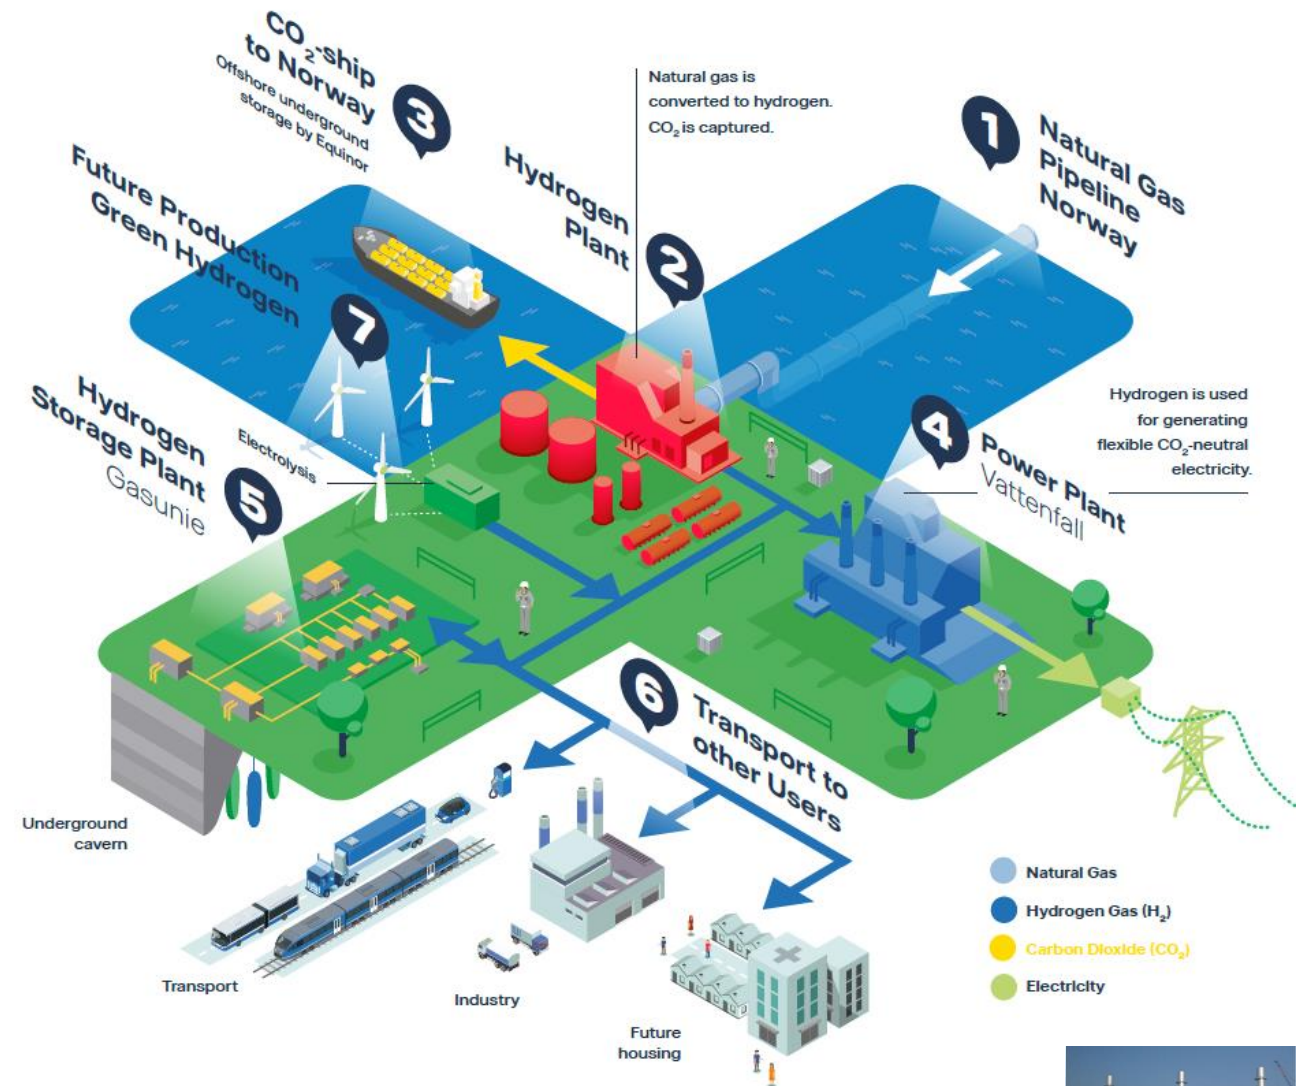 CO₂-ship
to Norway
Offshore underground
storage by Equinor
3
Natural gas is
converted to hydrogen.
CO₂ is captured.
1
Natural Gas
Pipeline
Norway
Hydrogen
Plant
2
Future Production
Green Hydrogen
7
Hydrogen
Storage Plant
Gasunie
5
Electrolysis
4
Power Plant
Vattenfall
Hydrogen is used
for generating
flexible CO₂-neutral
electricity.
6
Transport to
other Users
Underground
cavern
Transport
Industry
Future
housing
Natural Gas
Hydrogen Gas (H₂)
Carbon Dioxide (CO₂)
Electricity